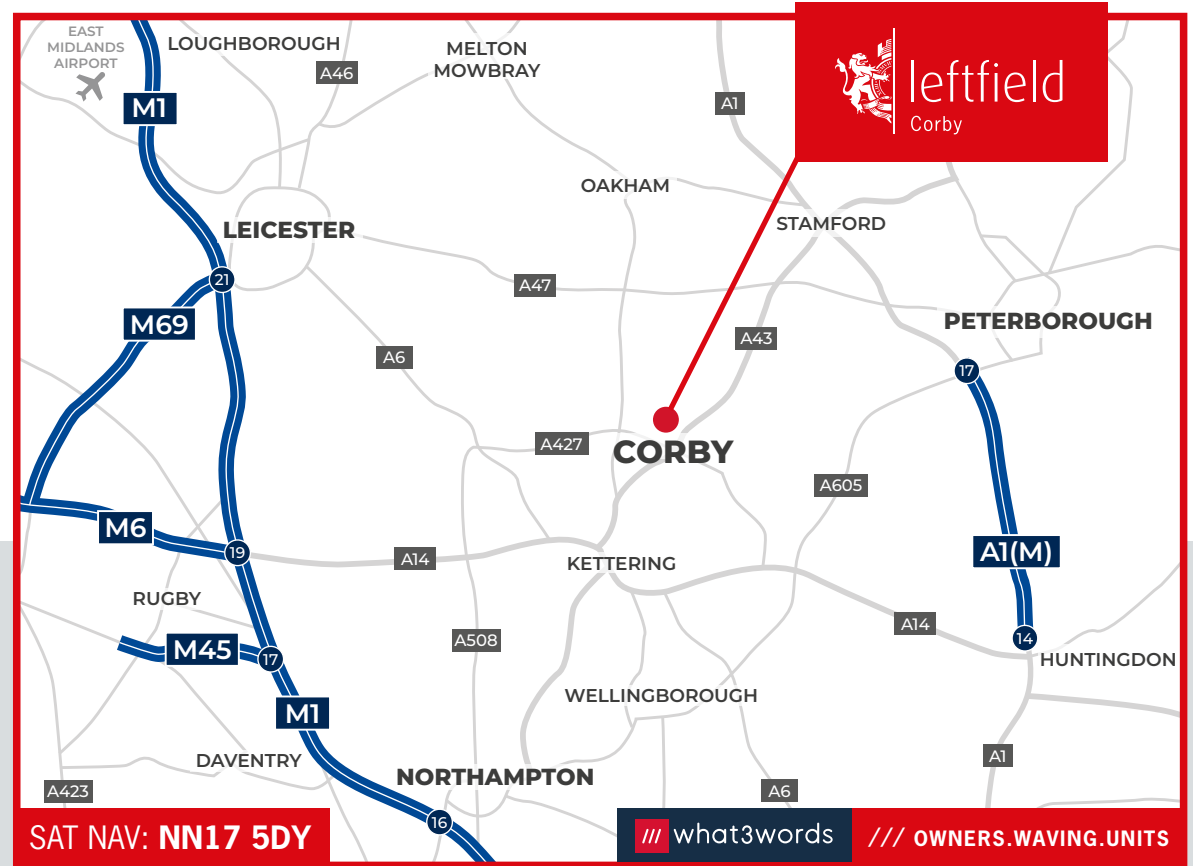 EAST
MIDLANDS
AIRPORT
LOUGHBOROUGH
MELTON
MOWBRAY
A46
M1
A1
leftfield
Corby
OAKHAM
STAMFORD
LEICESTER
21
A47
M69
PETERBOROUGH
A43
A6
17
A427
CORBY
A605
M6
19
A14
KETTERING
A1(M)
RUGBY
A14
M45
17
A508
14
HUNTINGDON
WELLINGBOROUGH
M1
DAVENTRY
A1
NORTHAMPTON
A423
A6
16
SAT NAV: NN17 5DY
/// what3words
/// OWNERS.WAVING.UNITS